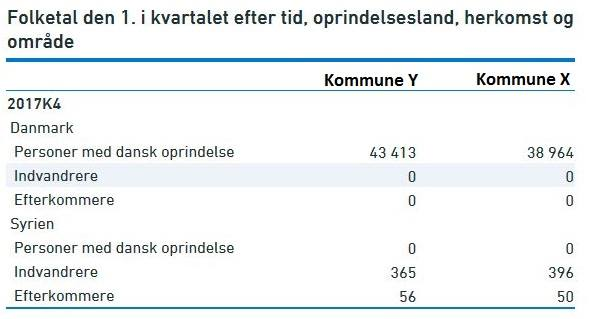 Folketal den 1. i kvartalet efter tid, oprindelsesland, herkomst og
område
Kommune Y Kommune X
2017K4
Danmark
Personer med dansk oprindelse 43 413 38 964
Indvandrere 0 0
Efterkommere 0 0
Syrien
Personer med dansk oprindelse 0 0
Indvandrere 365 396
Efterkommere 56 50